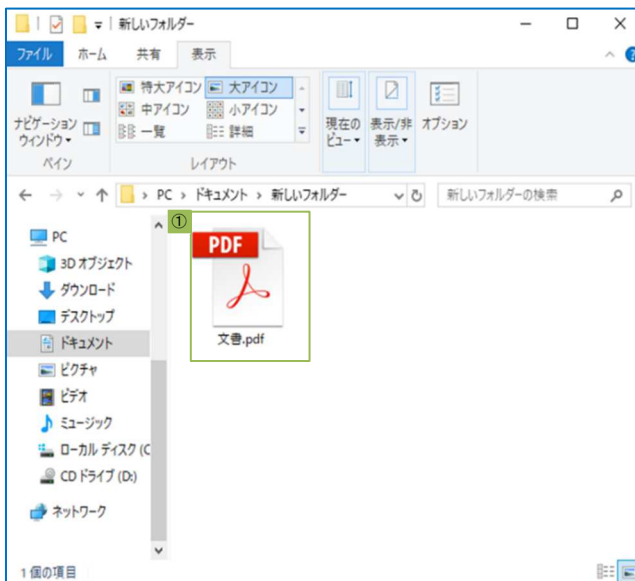 新しいフォルダー
ファイル ホーム 共有 表示
ナビゲーション
ウィンドウ
特大アイコン 大アイコン
中アイコン 小アイコン
一覧 詳細
現在の
ビュー
表示/非
表示
オプション
ペイン レイアウト
PC ドキュメント 新しいフォルダー 新しいフォルダーの検索
PC
3D オブジェクト
ダウンロード
デスクトップ
ドキュメント
ピクチャ
ビデオ
ミュージック
ローカル ディスク (C
CD ドライブ (D:)
ネットワーク
①
PDF
文書.pdf
1 個の項目